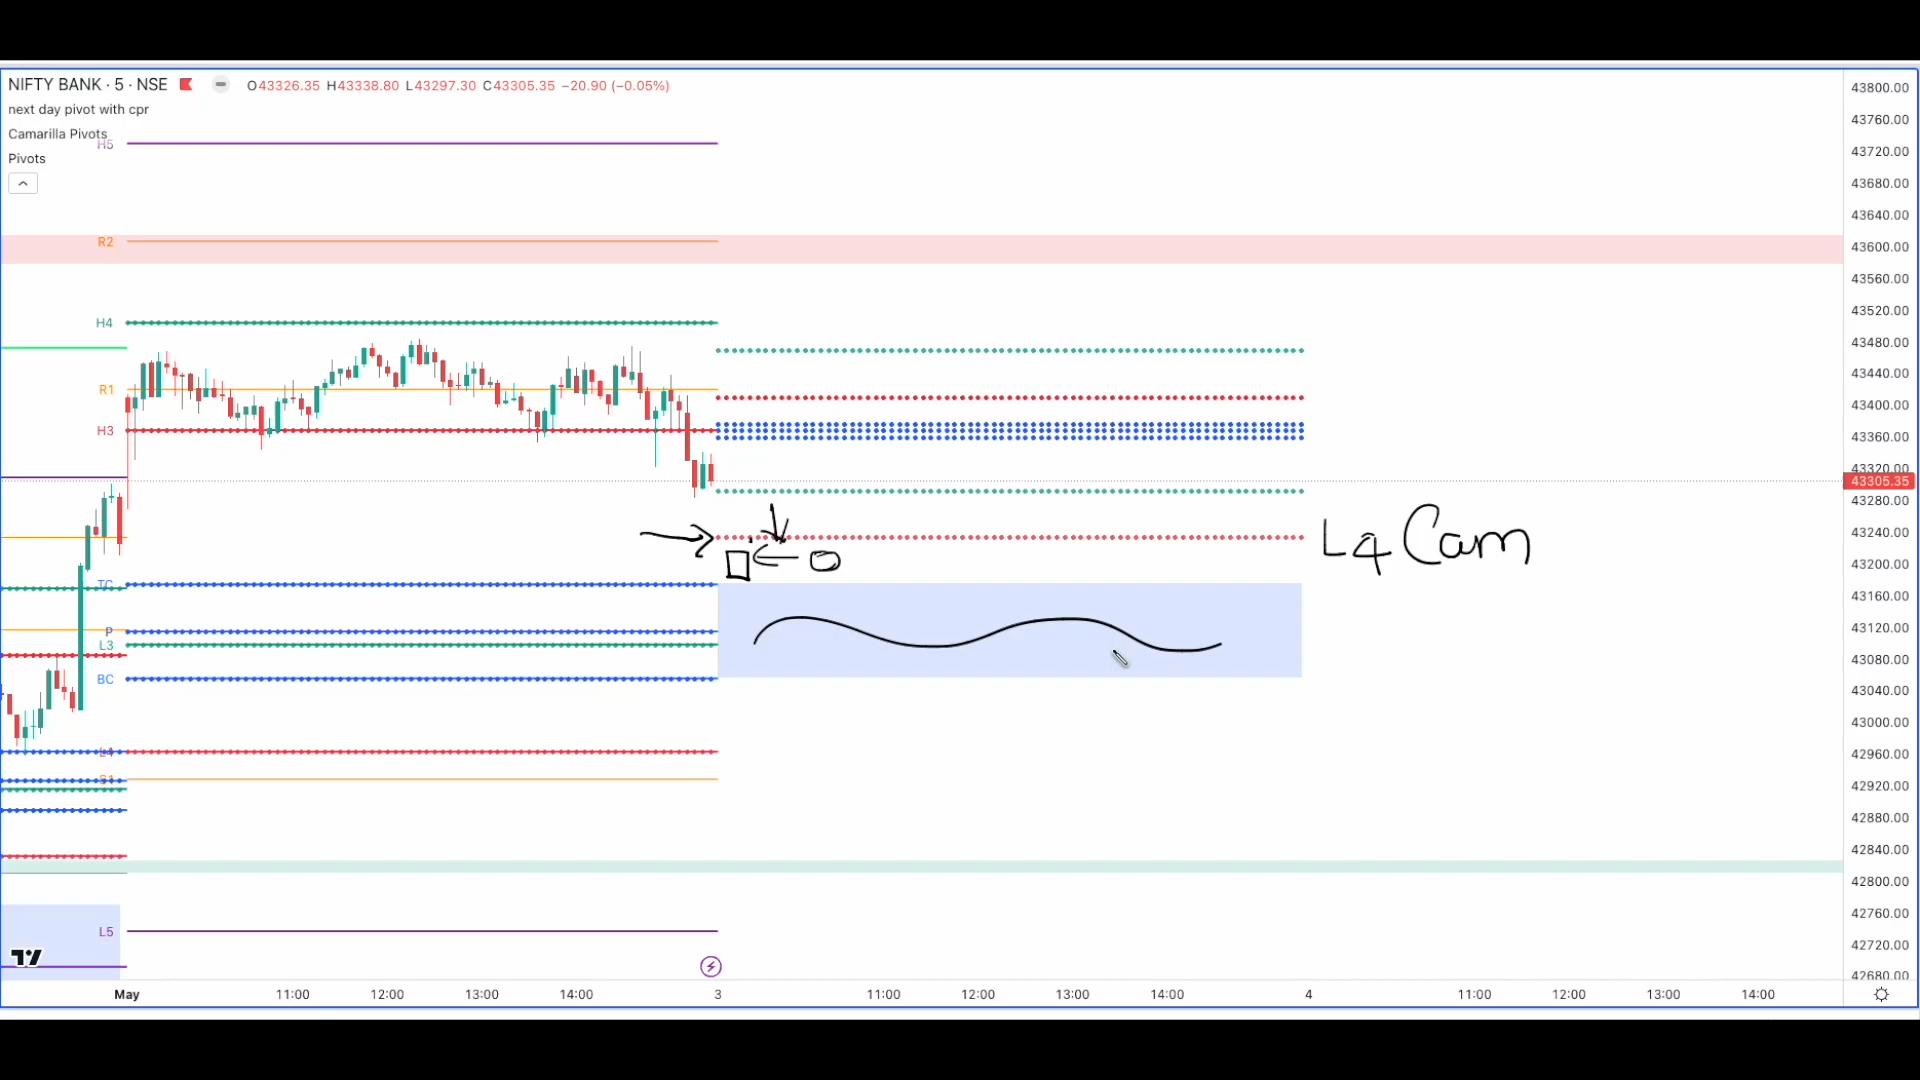 NIFTY BANK · 5 · NSE O43326.35 H43338.80 L43297.30 C43305.35 −20.90 (−0.05%)
next day pivot with cpr
Camarilla Pivots
H5
Pivots
R2
H4
R1
H3
TC
P
L3
BC
L4
S1
L5
L4 Cam
43800.00
43760.00
43720.00
43680.00
43640.00
43600.00
43560.00
43520.00
43480.00
43440.00
43400.00
43360.00
43320.00
43305.35
43280.00
43240.00
43200.00
43160.00
43120.00
43080.00
43040.00
43000.00
42960.00
42920.00
42880.00
42840.00
42800.00
42760.00
42720.00
42680.00
May 11:00 12:00 13:00 14:00 3 11:00 12:00 13:00 14:00 4 11:00 12:00 13:00 14:00